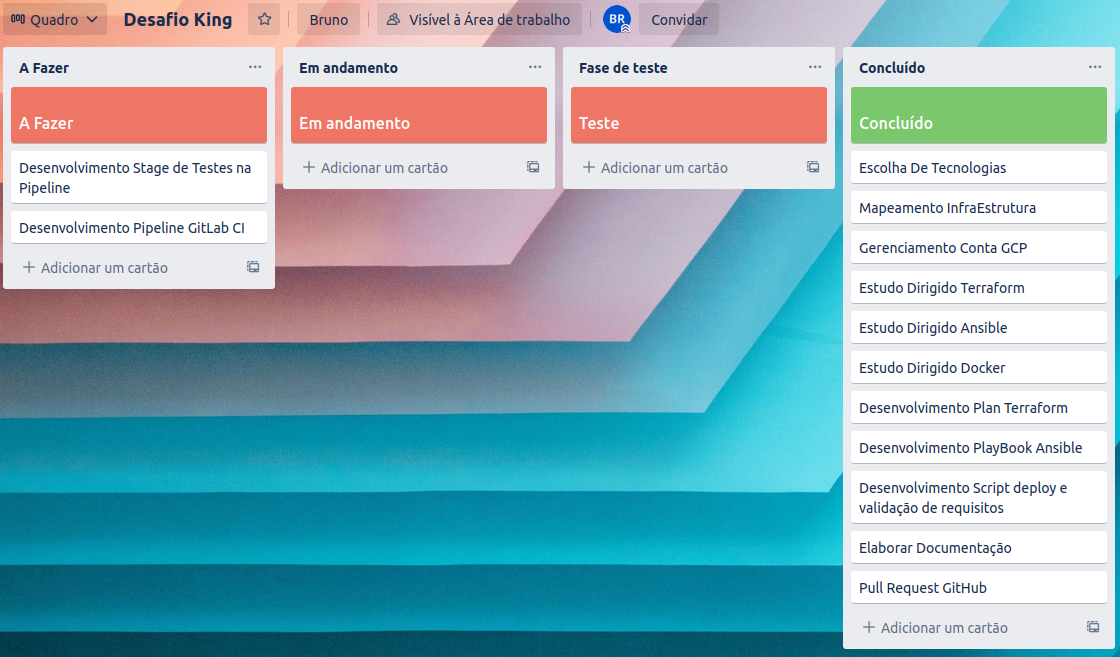 Quadro
Desafio King
Bruno
Visível à Área de trabalho
BR
Convidar
A Fazer
A Fazer
Desenvolvimento Stage de Testes na
Pipeline
Desenvolvimento Pipeline GitLab CI
Adicionar um cartão
Em andamento
Em andamento
Adicionar um cartão
Fase de teste
Teste
Adicionar um cartão
Concluído
Concluído
Escolha De Tecnologias
Mapeamento InfraEstrutura
Gerenciamento Conta GCP
Estudo Dirigido Terraform
Estudo Dirigido Ansible
Estudo Dirigido Docker
Desenvolvimento Plan Terraform
Desenvolvimento PlayBook Ansible
Desenvolvimento Script deploy e
validação de requisitos
Elaborar Documentação
Pull Request GitHub
Adicionar um cartão